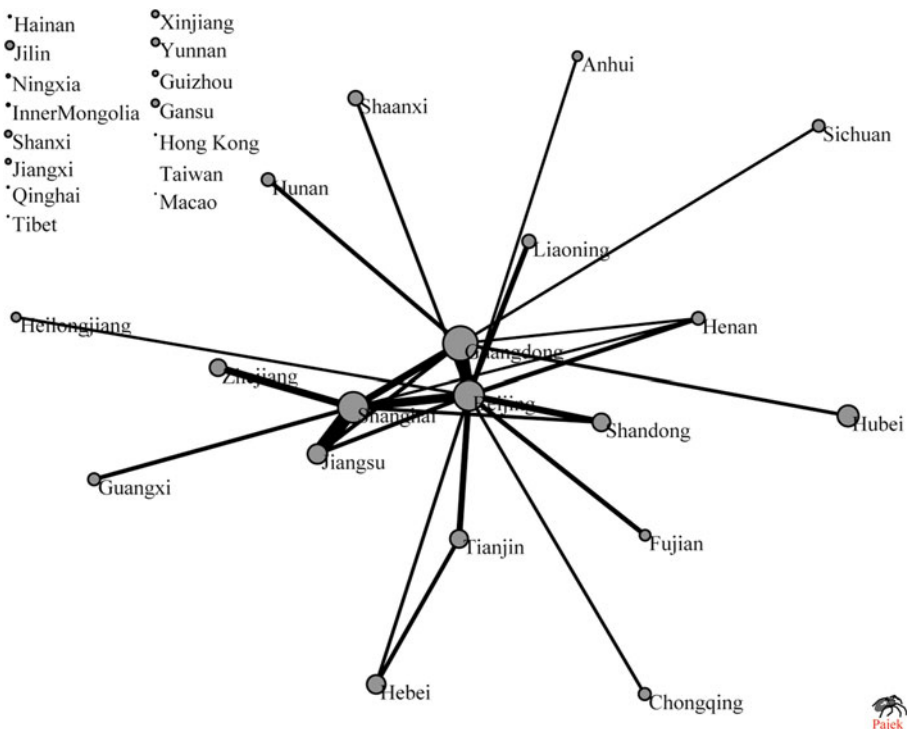 Hainan
Jilin
Ningxia
InnerMongolia
Shanxi
Jiangxi
Qinghai
Tibet
Xinjiang
Yunnan
Guizhou
Gansu
Hong Kong
Taiwan
Macao
Anhui
Shaanxi
Sichuan
Hunan
Liaoning
Heilongjiang
Henan
Guangdong
Zhejiang
Beijing
Shanghai
Shandong
Hubei
Jiangsu
Guangxi
Tianjin
Fujian
Hebei
Chongqing
Pajek